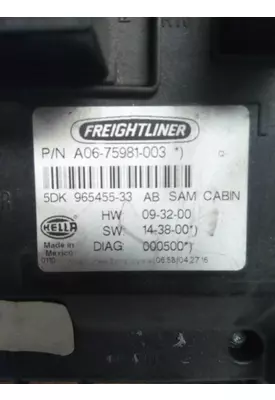 FREIGHTLINER
P/N A06-75981-003 *)
5DK 965455-33 AB SAM CABIN
HELLA
HW 09-32-00
SW 14-38-00*)
DIAG 000500*)
Made in
Mexico